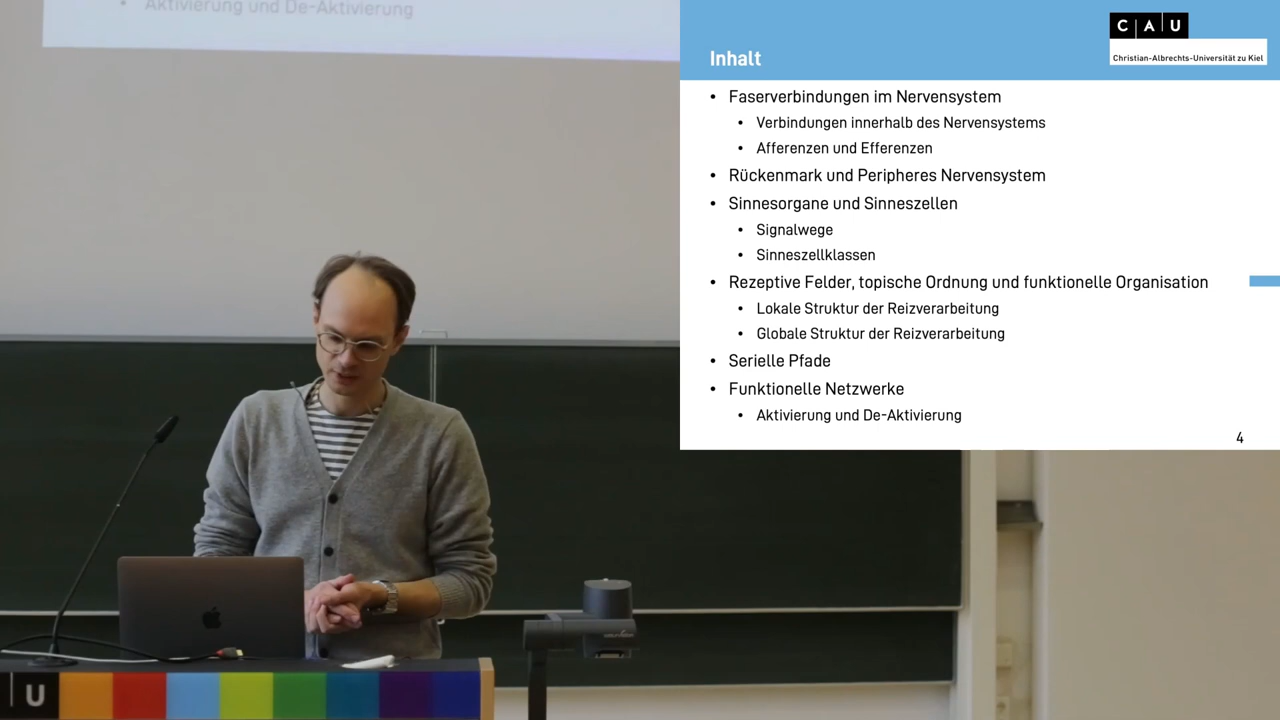 Aktivierung und De-Aktivierung
Inhalt
C A U
Christian-Albrechts-Universität zu Kiel
• Faserverbindungen im Nervensystem
• Verbindungen innerhalb des Nervensystems
• Afferenzen und Efferenzen
• Rückenmark und Peripheres Nervensystem
• Sinnesorgane und Sinneszellen
• Signalwege
• Sinneszellklassen
• Rezeptive Felder, topische Ordnung und funktionelle Organisation
• Lokale Struktur der Reizverarbeitung
• Globale Struktur der Reizverarbeitung
• Serielle Pfade
• Funktionelle Netzwerke
• Aktivierung und De-Aktivierung
4
U